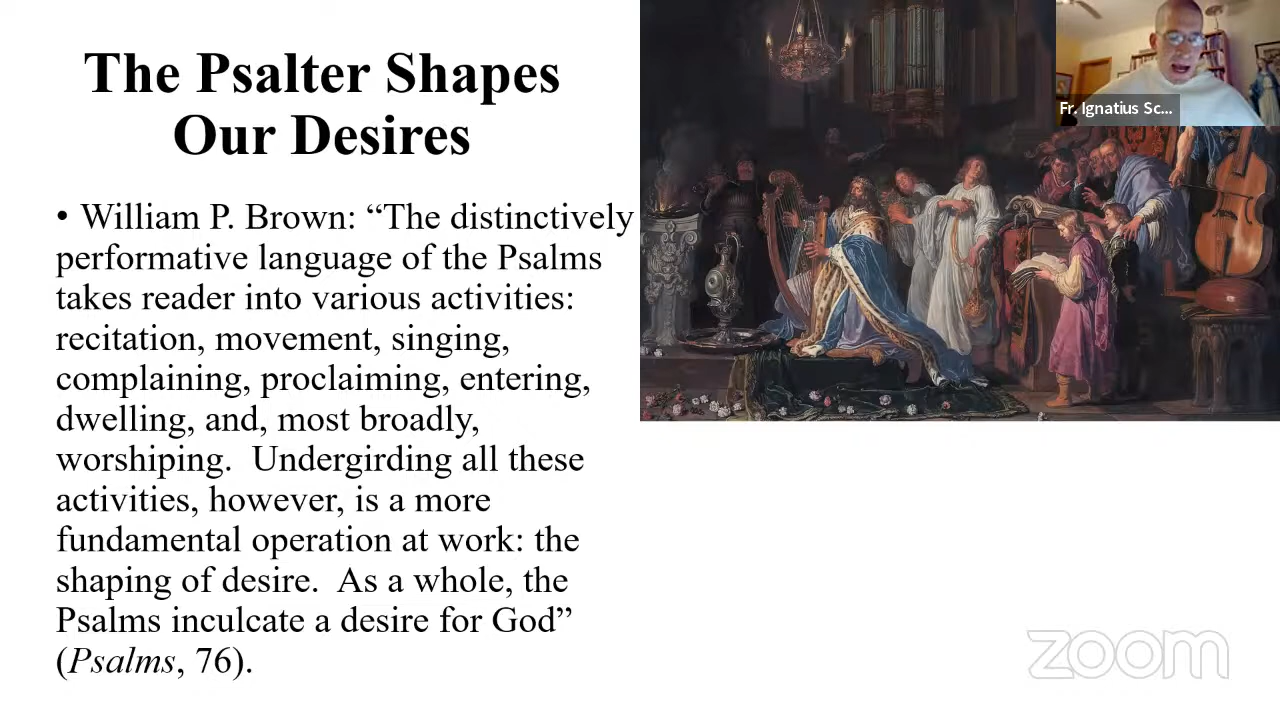 The Psalter Shapes
Our Desires
• William P. Brown: “The distinctively
performative language of the Psalms
takes reader into various activities:
recitation, movement, singing,
complaining, proclaiming, entering,
dwelling, and, most broadly,
worshiping.  Undergirding all these
activities, however, is a more
fundamental operation at work: the
shaping of desire.  As a whole, the
Psalms inculcate a desire for God”
(Psalms, 76).
Fr. Ignatius Sc...
zoom